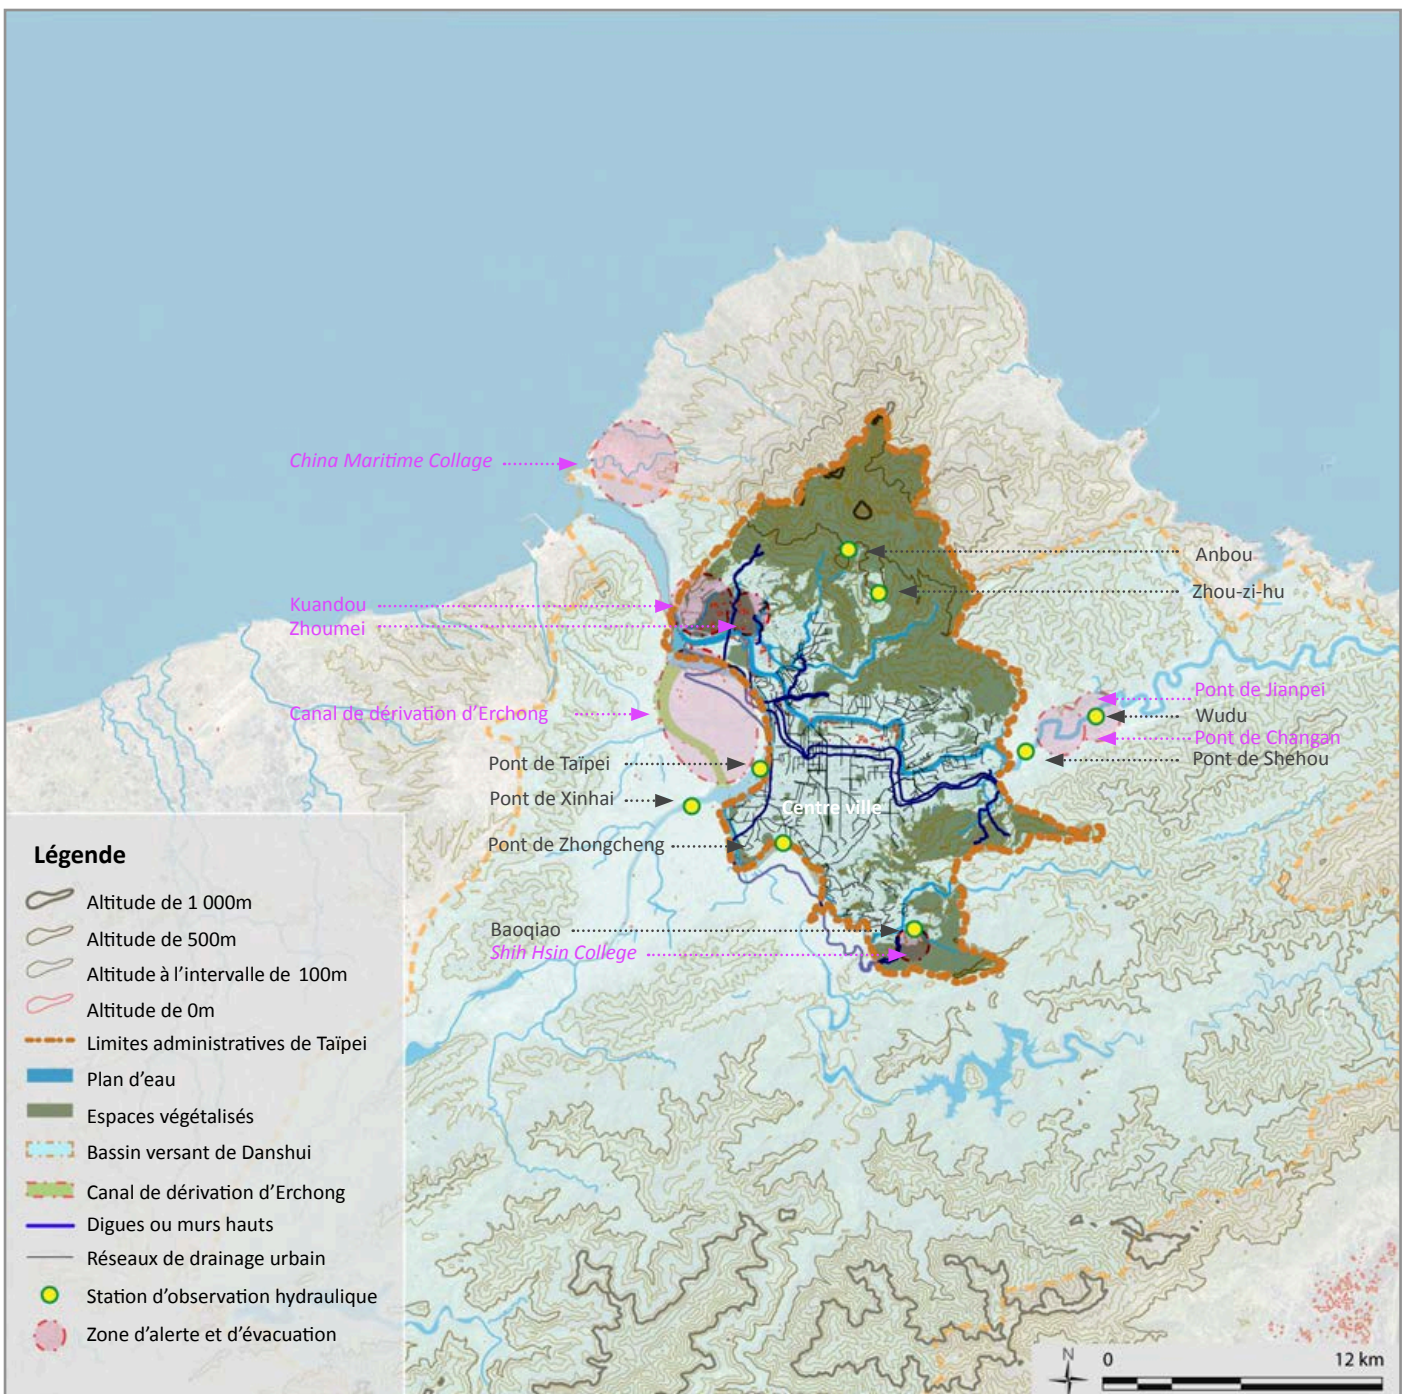 China Maritime Collage
Anbou
Zhou-zi-hu
Kuandou
Zhoumei
Pont de Jianpei
Canal de dérivation d’Erchong
Wudu
Pont de Changan
Pont de Shehou
Pont de Taïpei
Pont de Xinhai
Centre ville
Pont de Zhongcheng
Baoqiao
Shih Hsin College
Légende
Altitude de 1 000m
Altitude de 500m
Altitude à l’intervalle de 100m
Altitude de 0m
Limites administratives de Taïpei
Plan d’eau
Espaces végétalisés
Bassin versant de Danshui
Canal de dérivation d’Erchong
Digues ou murs hauts
Réseaux de drainage urbain
Station d’observation hydraulique
Zone d’alerte et d’évacuation
N
0 12 km